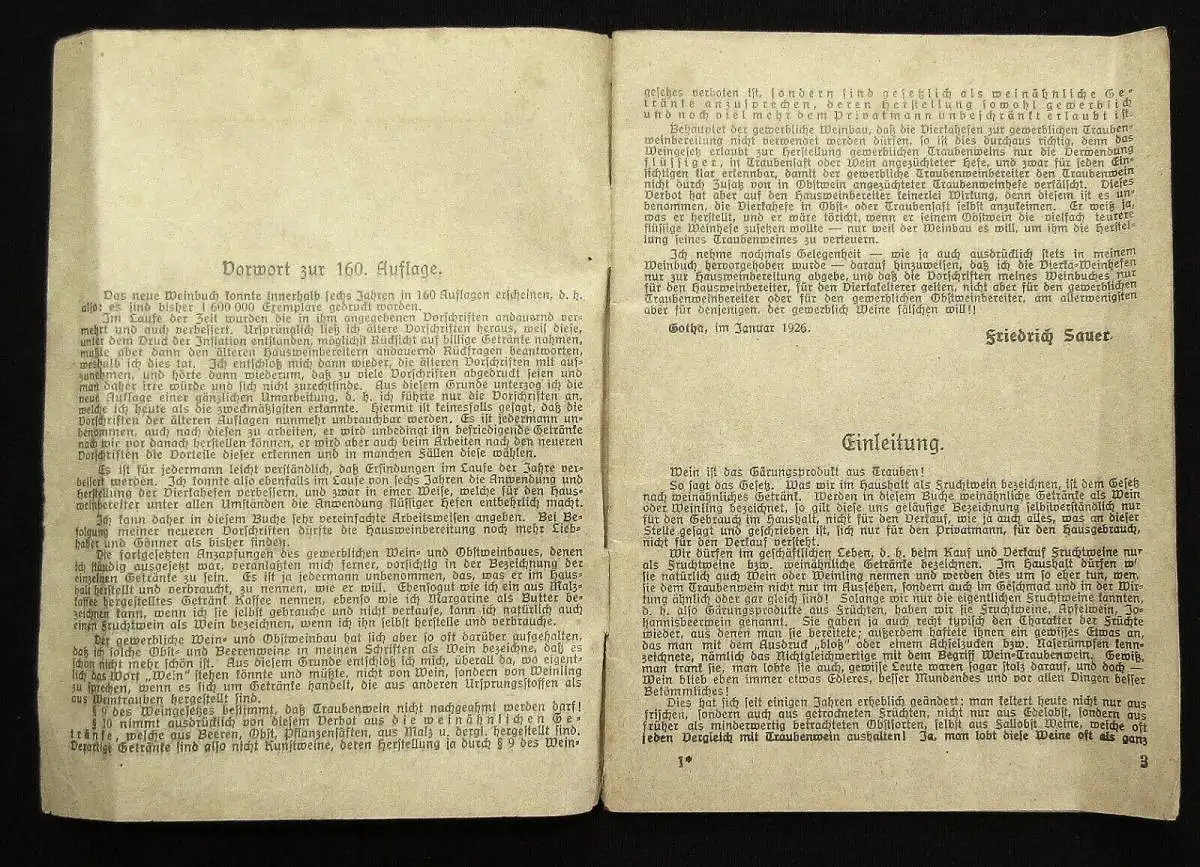 Vorwort zur 160. Auflage.
Das neue Weinbuch konnte innerhalb sechs Jahren in 160 Auflagen erscheinen, d. h.
also: es sind bisher 1 600 000 Exemplare gedruckt worden.
Im Laufe der Zeit wurden die in ihm angegebenen Vorschriften andauernd ver-
mehrt und auch verbessert. Ursprünglich ließ ich ältere Vorschriften heraus, weil diese,
unter dem Druck der Inflation entstanden, möglichst Rücksicht auf billige Getränke nahmen,
mußte aber dann den älteren Hausweinbereitern andauernd Rückfragen beantworten,
weshalb ich dies tat. Ich entschloß mich dann wieder, die älteren Vorschriften mit auf-
zunehmen, und hörte dann wiederum, daß zu viele Vorschriften abgedruckt seien und
man daher irre würde und sich nicht zurechtfinde. Aus diesem Grunde unterzog ich die
neue Auflage einer gänzlichen Umarbeitung, d. h. ich führte nur die Vorschriften an,
welche ich heute als die zweckmäßigsten erkannte. Hiermit ist keinesfalls gesagt, daß die
Vorschriften der älteren Auflagen nunmehr unbrauchbar werden. Es ist jedermann un-
benommen, auch nach diesen zu arbeiten, er wird unbedingt ihn befriedigende Getränke
nach wie vor danach herstellen können, er wird aber auch beim Arbeiten nach den neueren
Vorschriften die Vorteile dieser erkennen und in manchen Fällen diese wählen.
Es ist für jedermann leicht verständlich, daß Erfindungen im Laufe der Jahre ver-
bessert werden. Ich konnte also ebenfalls im Laufe von sechs Jahren die Anwendung und
Herstellung der Vierkahefen verbessern, und zwar in einer Weise, welche für den Haus-
weinbereiter unter allen Umständen die Anwendung flüssiger Hefen entbehrlich macht.
Ich kann daher in diesem Buche sehr vereinfachte Arbeitsweisen angeben. Bei Be-
folgung meiner neueren Vorschriften dürfte die Hausweinbereitung noch mehr Lieb-
haber und Gönner als bisher finden.
Die fortgesetzten Anzapfungen des gewerblichen Wein- und Obstweinbaues, denen
ich ständig ausgesetzt war, veranlaßten mich ferner, vorsichtig in der Bezeichnung der
einzelnen Getränke zu sein. Es ist ja jedermann unbenommen, das, was er im Haus-
halt herstellt und verbraucht, zu nennen, wie er will. Ebensogut wie ich ein aus Malz-
kaffee hergestelltes Getränk Kaffee nennen, ebenso wie ich Margarine als Butter be-
zeichnen kann, wenn ich sie selbst gebrauche und nicht verkaufe, kann ich natürlich auch
einen Fruchtwein als Wein bezeichnen, wenn ich ihn selbst herstelle und verbrauche.
Der gewerbliche Wein- und Obstweinbau hat sich aber so oft darüber aufgehalten,
daß ich solche Obst- und Beerenweine in meinen Schriften als Wein bezeichne, daß es
schon nicht mehr schön ist. Aus diesem Grunde entschloß ich mich, überall da, wo eigent-
lich das Wort „Wein" stehen könnte und müßte, nicht von Wein, sondern von Weinling
zu sprechen, wenn es sich um Getränke handelt, die aus anderen Ursprungsstoffen als
aus Weintrauben hergestellt sind.
§ 9 des Weingesetzes bestimmt, daß Traubenwein nicht nachgeahmt werden darf!
§ 10 nimmt ausdrücklich von diesem Verbot aus die weinähnlichen Ge-
tränke, welche aus Beeren, Obst, Pflanzensäften, aus Malz u. dergl. hergestellt sind.
Derartige Getränke sind also nicht Kunstweine, deren Herstellung ja durch § 9 des Wein-
gesetzes verboten ist, sondern sind gesetzlich als weinähnliche Ge-
tränke anzusprechen, deren Herstellung sowohl gewerblich
und noch viel mehr dem Privatmann unbeschränkt erlaubt ist.
Behauptet der gewerbliche Weinbau, daß die Vierkahefen zur gewerblichen Trauben-
weinbereitung nicht verwendet werden dürfen, so ist dies durchaus richtig, denn das
Weingesetz erlaubt zur Herstellung gewerblichen Traubenweins nur die Verwendung
flüssiger, in Traubensaft oder Wein angezüchteter Hefe, und zwar für jeden Ein-
sichtigen klar erkennbar, damit der gewerbliche Traubenweinbereiter den Traubenwein
nicht durch Zusatz von in Obstwein angezüchteter Traubenweinhefe verfälscht. Dieses
Verbot hat aber auf den Hausweinbereiter keinerlei Wirkung, denn diesem ist es un-
benommen, die Vierkahefe in Obst- oder Traubensaft selbst anzukeimen. Er weiß ja,
was er herstellt, und er wäre töricht, wenn er seinem Obstwein die vielfach teurere
flüssige Weinhefe zusetzen wollte — nur weil der Weinbau es will, um ihm die Herstel-
lung seines Traubenweines zu verteuern.
Ich nehme nochmals Gelegenheit — wie ja auch ausdrücklich stets in meinem
Weinbuch hervorgehoben wurde — darauf hinzuweisen, daß ich die Vierka-Weinhefen
nur zur Hausweinbereitung abgebe, und daß die Vorschriften meines Weinbuches nur
für den Hausweinbereiter, für den Vierkakelterer gelten, nicht aber für den gewerblichen
Traubenweinbereiter oder für den gewerblichen Obstweinbereiter, am allerwenigsten
aber für denjenigen, der gewerblich Weine fälschen will!!
Gotha, im Januar 1926.
Friedrich Sauer.
Einleitung.
Wein ist das Gärungsprodukt aus Trauben!
So sagt das Gesetz. Was wir im Haushalt als Fruchtwein bezeichnen, ist dem Gesetz
nach weinähnliches Getränk. Werden in diesem Buche weinähnliche Getränke als Wein
oder Weinling bezeichnet, so gilt diese uns geläufige Bezeichnung selbstverständlich nur
für den Gebrauch im Haushalt, nicht für den Verkauf, wie ja auch alles, was an dieser
Stelle gesagt und geschrieben ist, sich nur für den Privatmann, für den Hausgebrauch,
nicht für den Verkauf versteht.
Wir dürfen im geschäftlichen Leben, d. h. beim Kauf und Verkauf Fruchtweine nur
als Fruchtweine bzw. weinähnliche Getränke bezeichnen. Im Haushalt dürfen w
sie natürlich auch Wein oder Weinling nennen und werden dies um so eher tun, wen
sie dem Traubenwein nicht nur im Aussehen, sondern auch im Geschmack und in der Wir-
kung ähnlich oder gar gleich sind! Solange wir nur die eigentlichen Fruchtweine kannten,
d. h. also Gärungsprodukte aus Früchten, haben wir sie Fruchtweine, Apfelwein, Jo-
hannisbeerwein genannt. Sie gaben ja auch recht typisch den Charakter der Früchte
wieder, aus denen man sie bereitete; außerdem haftete ihnen ein gewisses Etwas an,
das man mit dem Ausdruck „bloß" oder einem Achselzucken bzw. Naserümpfen kenn-
zeichnete, nämlich das Nichtgleichwertige mit dem Begriff Wein-Traubenwein. Gewiß,
man trank sie, man lobte sie auch, gewisse Leute waren sogar stolz darauf, und doch —
Wein blieb eben immer etwas Edleres, besser Mundendes und vor allen Dingen besser
Bekömmliches!
Dies hat sich seit einigen Jahren erheblich geändert: man keltert heute nicht nur aus
frischen, sondern auch aus getrockneten Früchten, nicht nur aus Edelobst, sondern aus
früher als minderwertig betrachteten Obstsorten, selbst aus Fallobst Weine, welche oft
jeden Vergleich mit Traubenwein aushalten! Ja, man lobt diese Weine oft als ganz
1*
3